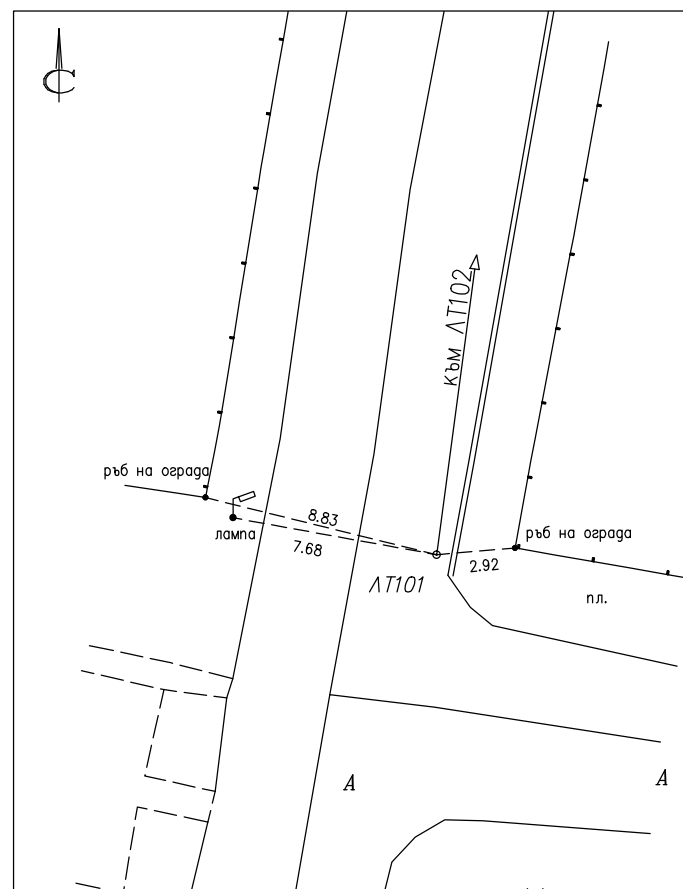 С
към ЛТ102
ръб на ограда
8.83
лампа
7.68
ръб на ограда
2.92
ЛТ101
пл.
А
А